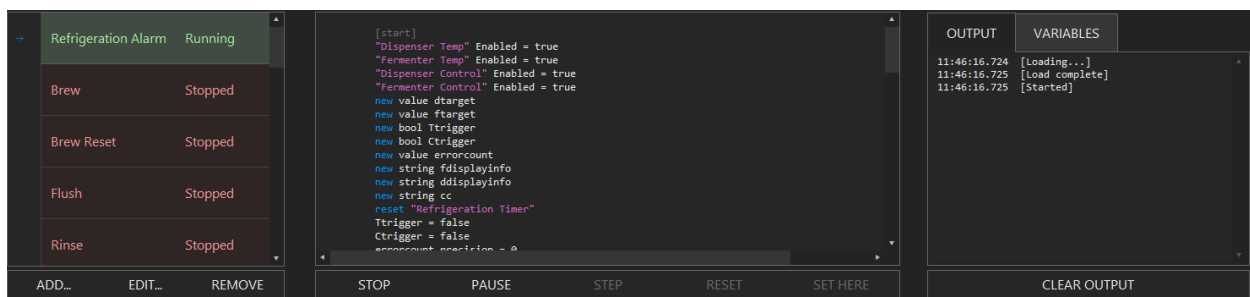 Refrigeration Alarm Running
Brew Stopped
Brew Reset Stopped
Flush Stopped
Rinse Stopped
ADD... EDIT... REMOVE
[start]
"Dispenser Temp" Enabled = true
"Fermenter Temp" Enabled = true
"Dispenser Control" Enabled = true
"Fermenter Control" Enabled = true
new value dtarget
new value ftarget
new bool Ttrigger
new bool Ctrigger
new value errorcount
new string fdisplayinfo
new string ddisplayinfo
new string cc
reset "Refrigeration Timer"
Ttrigger = false
Ctrigger = false
errorcount precision = 0
STOP PAUSE STEP RESET SET HERE
OUTPUT VARIABLES
11:46:16.724 [Loading...]
11:46:16.725 [Load complete]
11:46:16.725 [Started]
CLEAR OUTPUT